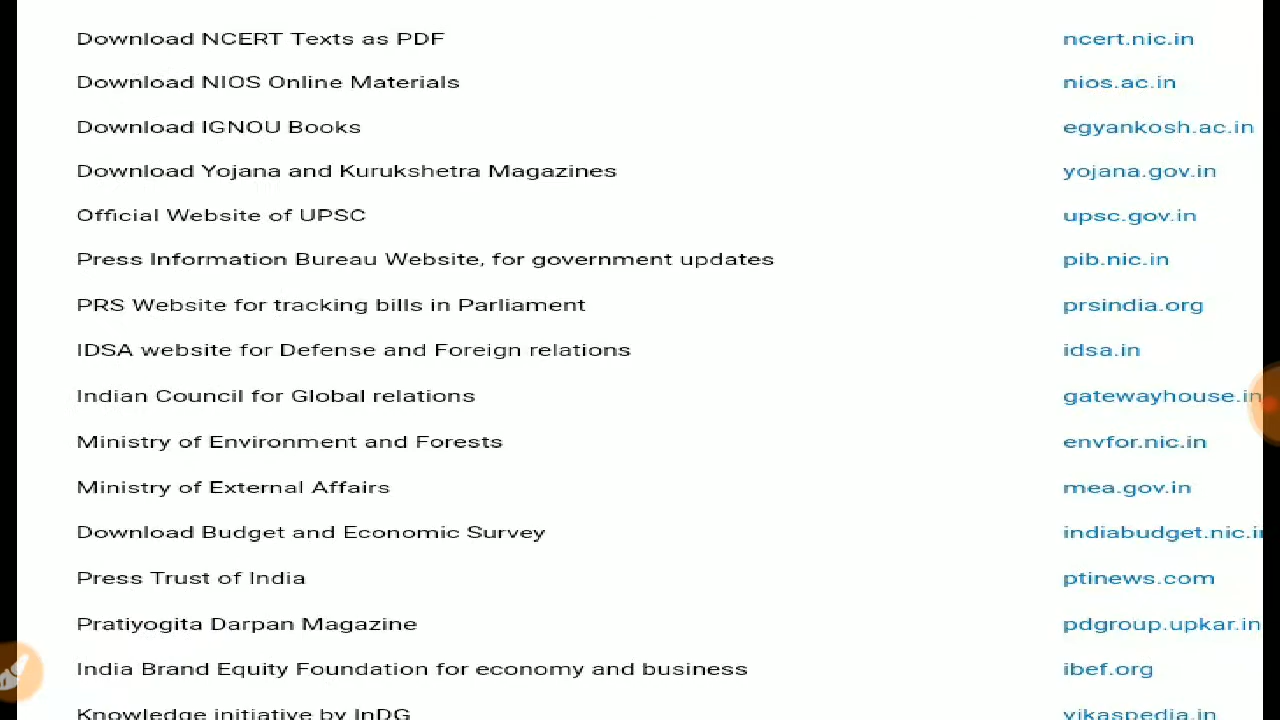 Download NCERT Texts as PDF ncert.nic.in
Download NIOS Online Materials nios.ac.in
Download IGNOU Books egyankosh.ac.in
Download Yojana and Kurukshetra Magazines yojana.gov.in
Official Website of UPSC upsc.gov.in
Press Information Bureau Website, for government updates pib.nic.in
PRS Website for tracking bills in Parliament prsindia.org
IDSA website for Defense and Foreign relations idsa.in
Indian Council for Global relations gatewayhouse.in
Ministry of Environment and Forests envfor.nic.in
Ministry of External Affairs mea.gov.in
Download Budget and Economic Survey indiabudget.nic.in
Press Trust of India ptinews.com
Pratiyogita Darpan Magazine pdgroup.upkar.in
India Brand Equity Foundation for economy and business ibef.org
Knowledge initiative by InDG vikaspedia.in